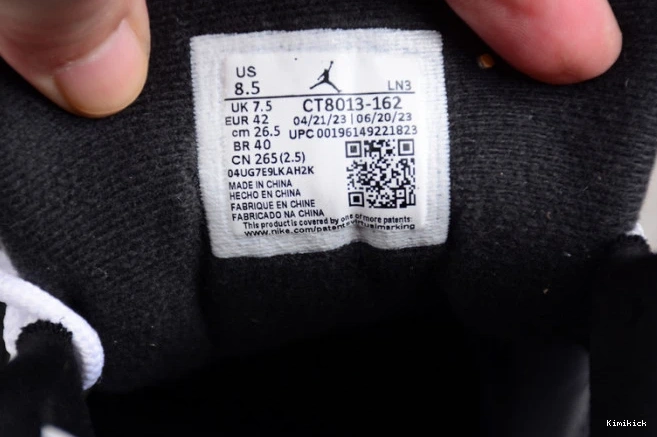 US
8.5
LN3
UK 7.5
CT8013-162
EUR 42
04/21/23 | 06/20/23
cm 26.5
UPC 00196149221823
BR 40
CN 265(2.5)
04UG7E9LKAH2K
MADE IN CHINA
HECHO EN CHINA
FABRIQUE EN CHINE
FABRICADO NA CHINA
This product is covered by one of more patents:
www.nike.com/patentsvirtualmarking
Kimikick